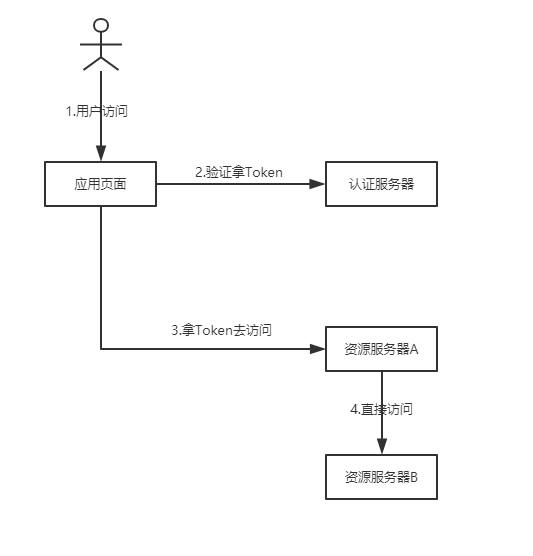 1.用户访问
应用页面
2.验证拿Token
认证服务器
3.拿Token去访问
资源服务器A
4.直接访问
资源服务器B